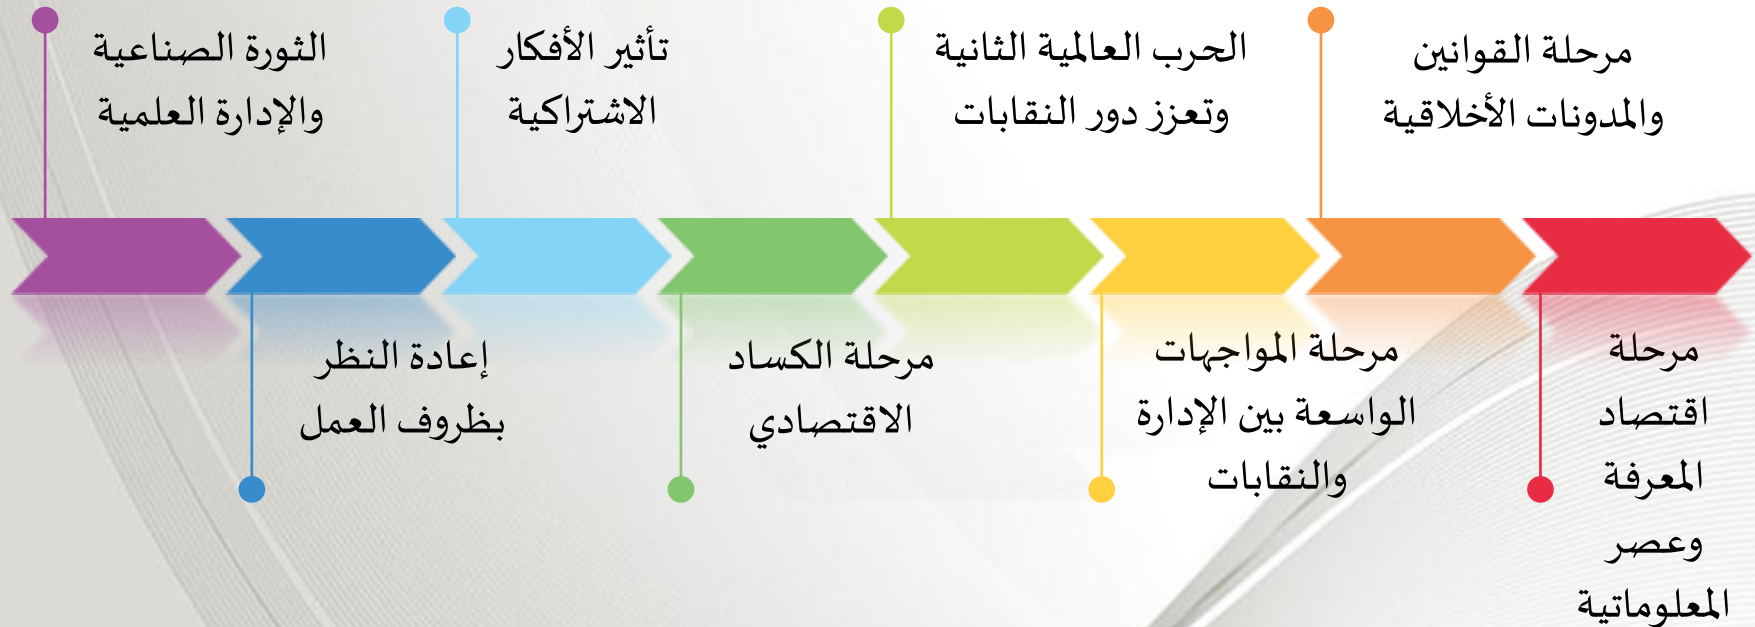 الثورة الصناعية
والإدارة العلمية
إعادة النظر
بظروف العمل
تأثير الأفكار
الاشتراكية
مرحلة الكساد
الاقتصادي
الحرب العالمية الثانية
وتعزز دور النقابات
مرحلة المواجهات
الواسعة بين الإدارة
والنقابات
مرحلة القوانين
والمدونات الأخلاقية
مرحلة
اقتصاد
المعرفة
وعصر
المعلوماتية